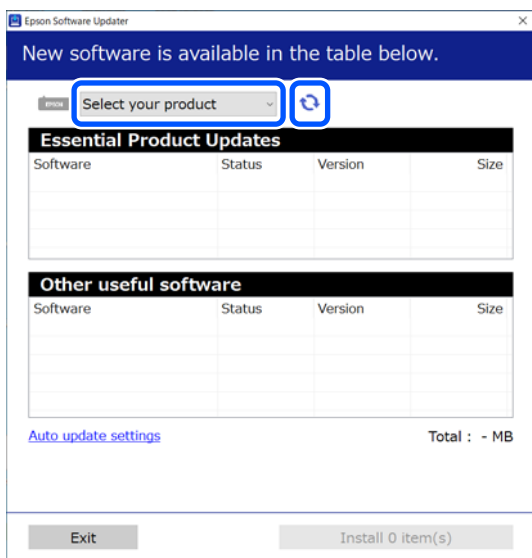 Epson Software Updater
New software is available in the table below.
EPSON Select your product
Essential Product Updates
Software Status Version Size
Other useful software
Software Status Version Size
Auto update settings Total : - MB
Exit Install 0 item(s)